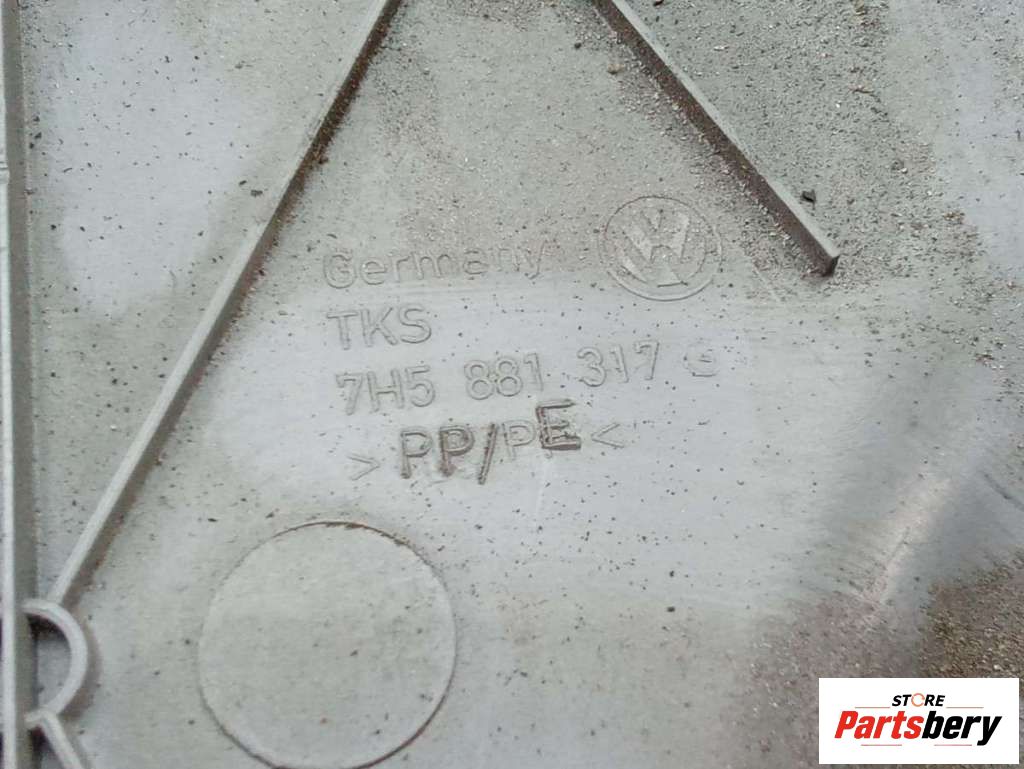 Germany
TKS
7H5 881 317
> PP/PE <
STORE
Partsbery